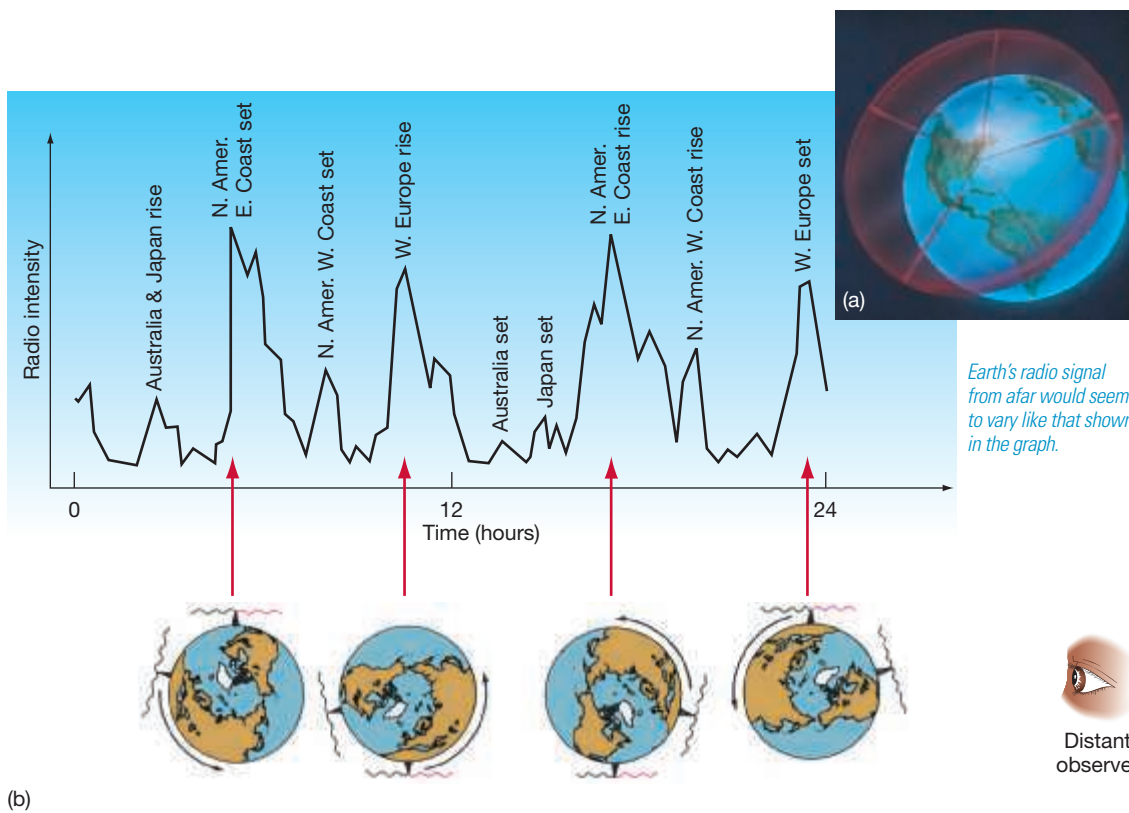 (a)
Radio intensity
Australia & Japan rise
N. Amer.
E. Coast set
N. Amer. W. Coast set
W. Europe rise
Australia set
Japan set
N. Amer.
E. Coast rise
N. Amer. W. Coast rise
W. Europe set
0
12
24
Time (hours)
Earth's radio signal
from afar would seem
to vary like that shown
in the graph.
Distant
observe
(b)